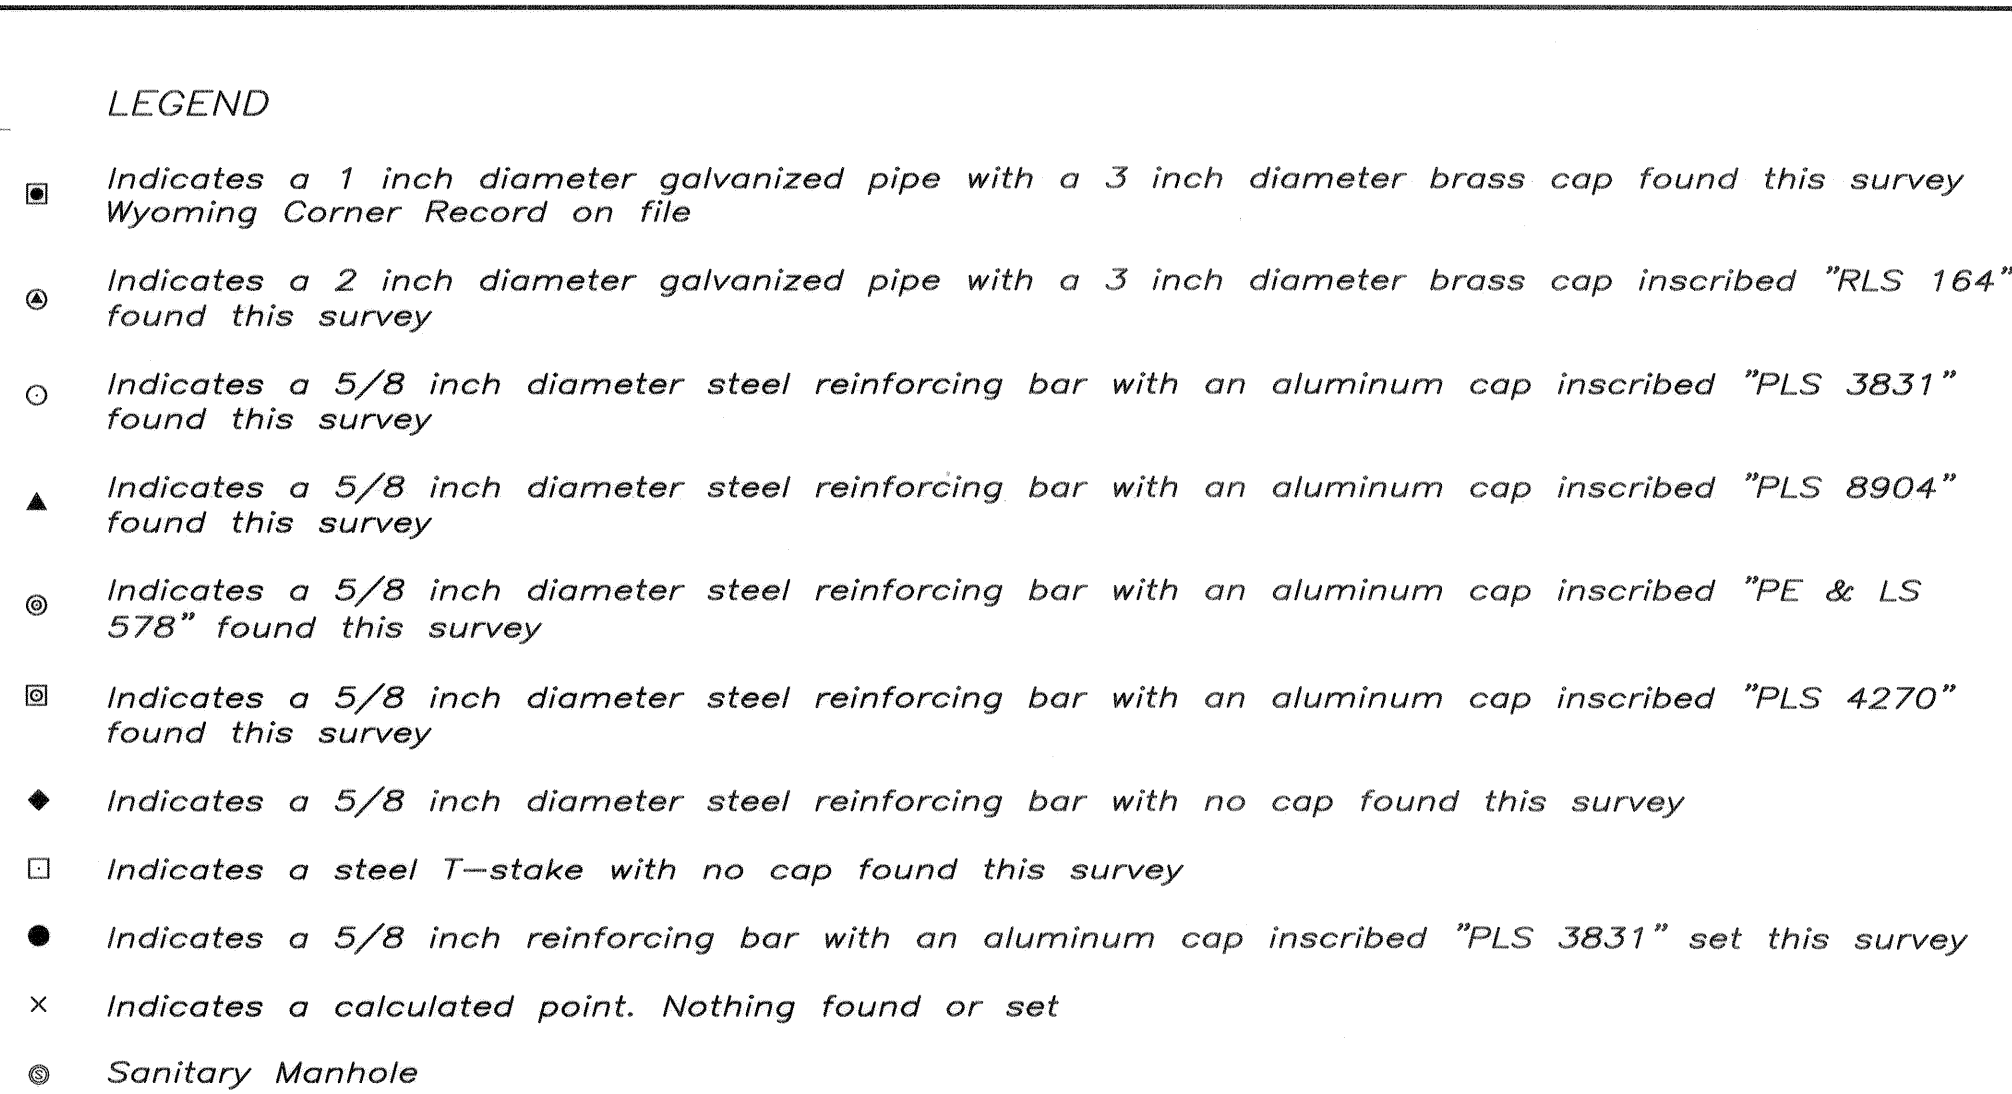 LEGEND
Indicates a 1 inch diameter galvanized pipe with a 3 inch diameter brass cap found this survey
Wyoming Corner Record on file
Indicates a 2 inch diameter galvanized pipe with a 3 inch diameter brass cap inscribed "RLS 164"
found this survey
Indicates a 5/8 inch diameter steel reinforcing bar with an aluminum cap inscribed "PLS 3831"
found this survey
Indicates a 5/8 inch diameter steel reinforcing bar with an aluminum cap inscribed "PLS 8904"
found this survey
Indicates a 5/8 inch diameter steel reinforcing bar with an aluminum cap inscribed "PE & LS
578" found this survey
Indicates a 5/8 inch diameter steel reinforcing bar with an aluminum cap inscribed "PLS 4270"
found this survey
Indicates a 5/8 inch diameter steel reinforcing bar with no cap found this survey
Indicates a steel T-stake with no cap found this survey
Indicates a 5/8 inch reinforcing bar with an aluminum cap inscribed "PLS 3831" set this survey
Indicates a calculated point. Nothing found or set
S Sanitary Manhole